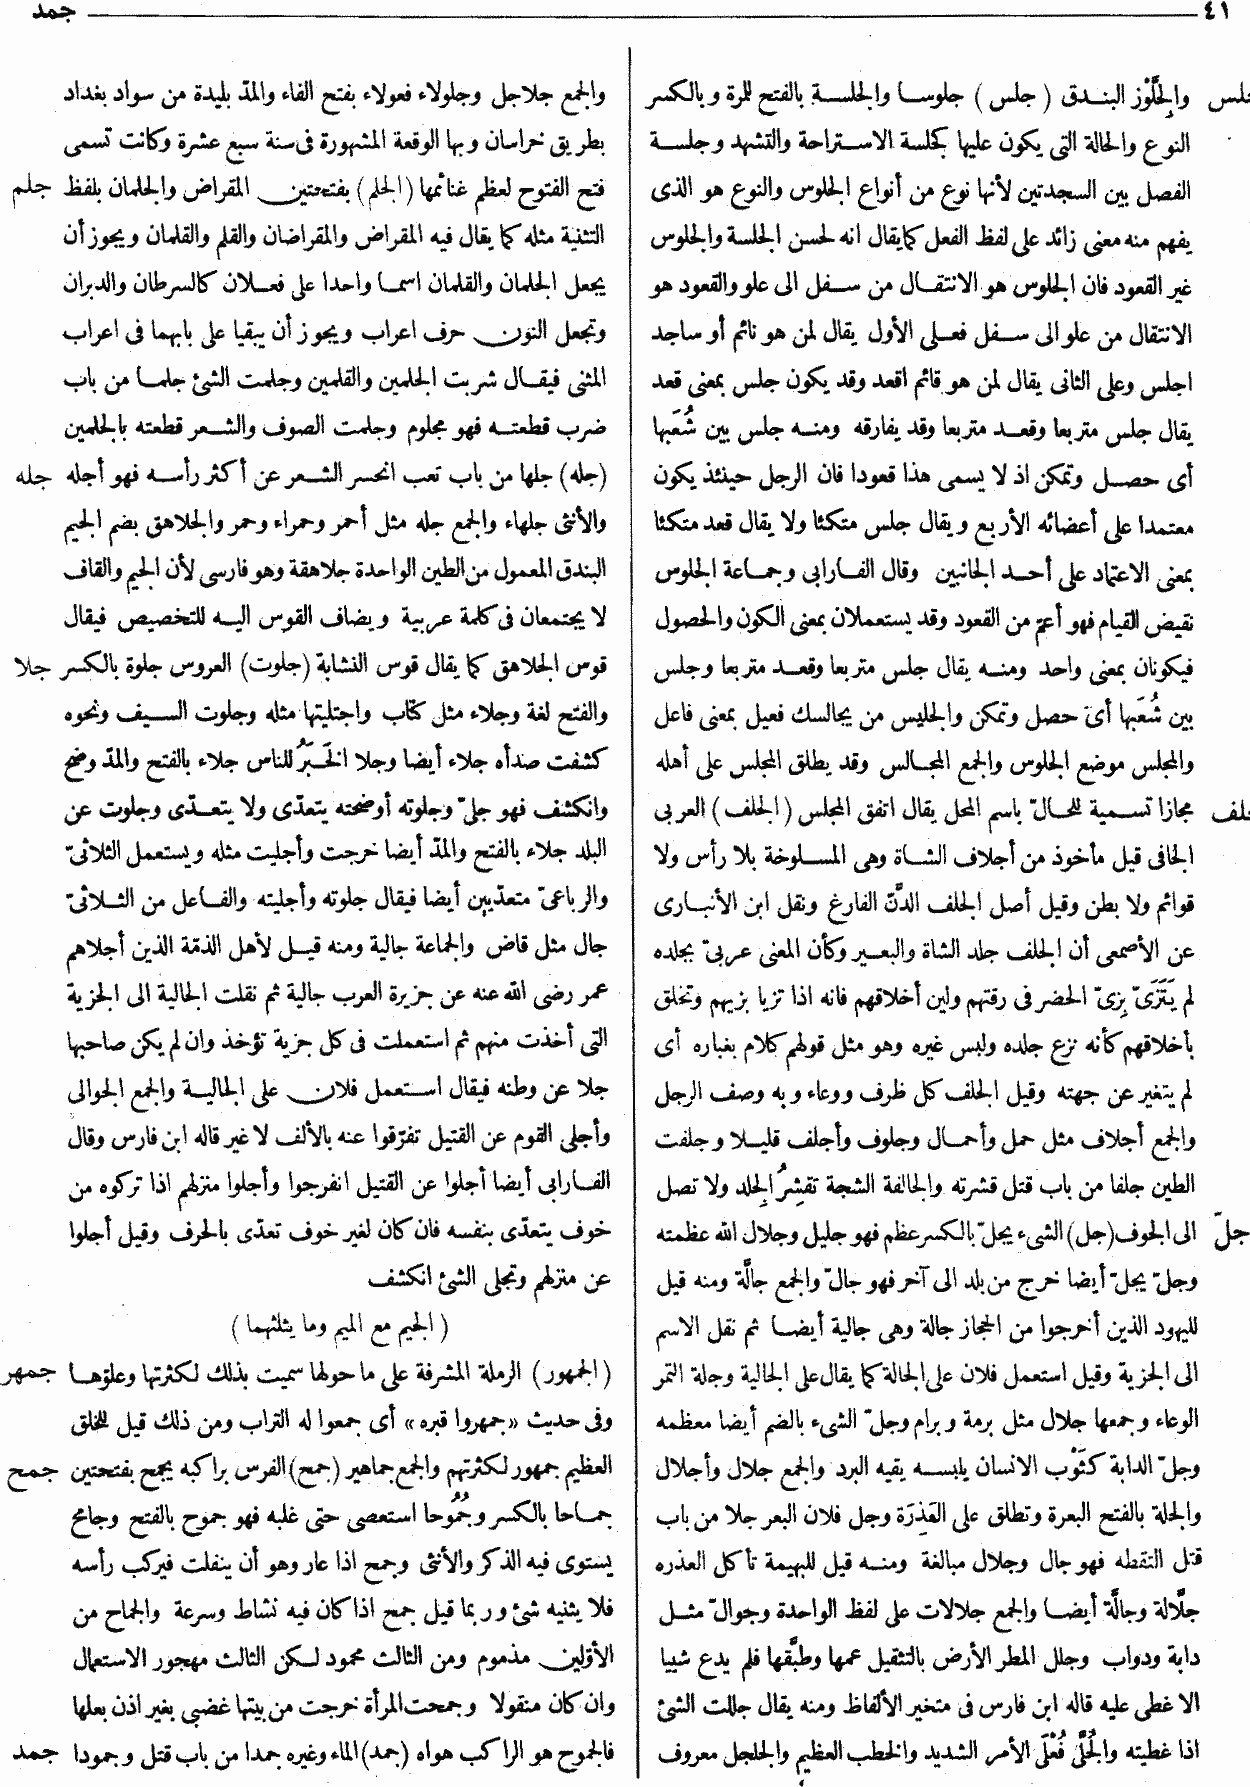 ٤١ جمد
جلس والجلَّوْز البندق ( جلس ) جلوسا والجلسة بالفتح للمرة وبالكسر
النوع والحالة التى يكون عليها كجلسة الاستراحة والتشهد وجلسة
الفصل بين السجدتين لأنها نوع من أنواع الجلوس والنوع هو الذى
يفهم منه معنى زائد على لفظ الفعل كما يقال انه لحسن الجلسة والجلوس
غير القعود فان الجلوس هو الانتقال من سفل الى علو والقعود هو
الانتقال من علو الى سفل فعلى الأول يقال لمن هو نائم أو ساجد
اجلس وعلى الثانى يقال لمن هو قائم اقعد وقد يكون جلس بمعنى قعد
يقال جلس متربعا وقعد متربعا وقد يفارقه ومنه جلس بين شُعَبها
أى حصل وتمكن اذ لا يسمى هذا قعودا فان الرجل حينئذ يكون
معتمدا على أعضائه الأربع ويقال جلس متكئا ولا يقال قعد متكئا
بمعنى الاعتماد على أحد الجانبين وقال الفارابى وجماعة الجلوس
نقيض القيام فهو أعمّ من القعود وقد يستعملان بمعنى الكون والحصول
فيكونان بمعنى واحد ومنه يقال جلس متربعا وقعد متربعا وجلس
بين شُعَبها أى حصل وتمكن والجليس من يجالسك فعيل بمعنى فاعل
والمجلس موضع الجلوس والجمع المجالس وقد يطلق المجلس على أهله
جلف مجازا تسمية للحالّ باسم المحل يقال اتفق المجلس ( الجلف ) العربى
الجافى قيل مأخوذ من أجلاف الشاة وهى المسلوخة بلا رأس ولا
قوائم ولا بطن وقيل أصل الجلف الدَّنّ الفارغ ونقل ابن الأنبارى
عن الأصمعى أن الجلف جلد الشاة والبعير وكأن المعنى عربىّ بجلده
لم يَتَزَىّ بِزىّ الحضر فى رقتهم ولين أخلاقهم فانه اذا تزيا بزيهم وتخلق
بأخلاقهم كأنه نزع جلده ولبس غيره وهو مثل قولهم كلام بغباره أى
لم يتغير عن جهته وقيل الجلف كل ظرف ووعاء وبه وصف الرجل
والجمع أجلاف مثل حمل وأحمال وجلوف وأجلف قليلا وجلفت
الطين جلفا من باب قتل قشرته والجالفة الشجة تقشِرُ الجلد ولا تصل
جلّ الى الجوف (جل) الشىء يجلّ بالكسر عظم فهو جليل وجلال الله عظمته
وجلّ يجلّ أيضا خرج من بلد الى آخر فهو جالّ والجمع جالَّة ومنه قيل
لليهود الذين أخرجوا من الحجاز جالة وهى جالية أيضا ثم نقل الاسم
الى الجزية وقيل استعمل فلان على الجالة كما يقال على الجالية وجلة التمر
الوعاء وجمعها جلال مثل برمة وبرام وجلّ الشىء بالضم أيضا معظمه
وجلّ الدابة كثَوْب الانسان يلبسه يقيه البرد والجمع جلال وأجلال
والجلة بالفتح البعرة وتطلق على العَذِرَة وجل فلان البعر جلا من باب
قتل التقطه فهو جال وجلال مبالغة ومنه قيل للبهيمة تأكل العذره
جلَّالة وجالَّة أيضا والجمع جلالات على لفظ الواحدة وجوالّ مثل
دابة ودواب وجلل المطر الأرض بالتثقيل عمها وطبَّقها فلم يدع شيئا
الا غطى عليه قاله ابن فارس فى متخير الألفاظ ومنه يقال جللت الشئ
اذا غطيته والجُلَّى فُعْلَى الأمر الشديد والخطب العظيم والجلجل معروف
والجمع جلاجل وجلولاء فعولاء بفتح الفاء والمدّ بليدة من سواد بغداد
بطريق خراسان وبها الوقعة المشهورة فى سنة سبع عشرة وكانت تسمى
فتح الفتوح لعظم غنائمها (الجلم) بفتحتين المقراض والجلمان بلفظ جلم
التثنية مثله كما يقال فيه المقراض والمقراضان والقلم والقلمان ويجوز أن
يجعل الجلمان والقلمان اسما واحدا على فعلان كالسرطان والدبران
وتجعل النون حرف اعراب ويجوز أن يبقيا على بابهما فى اعراب
المثنى فيقال شريت الجلمين والقلمين وجلمت الشئ جلما من باب
ضرب قطعته فهو مجلوم وجلمت الصوف والشعر قطعته بالجلمين
(جله) جلها من باب تعب انحسر الشعر عن أكثر رأسه فهو أجله جله
والأنثى جلهاء والجمع جله مثل أحمر وحمراء وحمر والجلاهق بضم الجيم
البندق المعمول من الطين الواحدة جلاهقة وهو فارسى لأن الجيم والقاف
لا يجتمعان فى كلمة عربية ويضاف القوس اليه للتخصيص فيقال
قوس الجلاهق كما يقال قوس النشابة (جلوت) العروس جلوة بالكسر جلا
والفتح لغة وجلاء مثل كتاب واجتليتها مثله وجلوت السيف ونحوه
كشفت صدأه جلاء أيضا وجلا الخَبَرُ للناس جلاء بالفتح والمدّ وضح
وانكشف فهو جلىّ وجلوته أوضحته يتعدّى ولا يتعدّى وجلوت عن
البلد جلاء بالفتح والمدّ أيضا خرجت وأجليت مثله ويستعمل الثلاثىّ
والرباعىّ متعدّيين أيضا فيقال جلوته وأجليته والفاعل من الثلاثىّ
جال مثل قاض والجماعة جالية ومنه قيل لأهل الذمّة الذين أجلاهم
عمر رضى الله عنه عن جزيرة العرب جالية ثم نقلت الجالية الى الجزية
التى أخذت منهم ثم استعملت فى كل جزية تؤخذ وان لم يكن صاحبها
جلا عن وطنه فيقال استعمل فلان على الجالية والجمع الجوالى
وأجلى القوم عن القتيل تفرّقوا عنه بالألف لا غير قاله ابن فارس وقال
الفارابى أيضا أجلوا عن القتيل انفرجوا وأجلوا منزلهم اذا تركوه من
خوف يتعدّى بنفسه فان كان لغير خوف تعدّى بالحرف وقيل أجلوا
عن منزلهم وتجلى الشئ انكشف
( الجيم مع الميم وما يثلثهما )
( الجمهور ) الرملة المشرفة على ما حولها سميت بذلك لكثرتها وعلوّها جمهر
وفى حديث «جمهروا قبره» أى جمعوا له التراب ومن ذلك قيل للخلق
العظيم جمهور لكثرتهم والجمع جماهير (جمح) الفرس براكبه يجمح بفتحتين جمح
جماحا بالكسر وجُمُوحا استعصى حتى غلبه فهو جموح بالفتح وجامح
يستوى فيه الذكر والأنثى وجمح اذا عار وهو أن ينفلت فيركب رأسه
فلا يثنيه شئ وربما قيل جمح اذا كان فيه نشاط وسرعة والجماح من
الأوّلين مذموم ومن الثالث محمود لكن الثالث مهجور الاستعمال
وان كان منقولا وجمحت المرأة خرجت من بيتها غضبى بغير اذن بعلها
فالجموح هو الراكب هواه (جمد) الماء وغيره جمدا من باب قتل وجمودا جمد